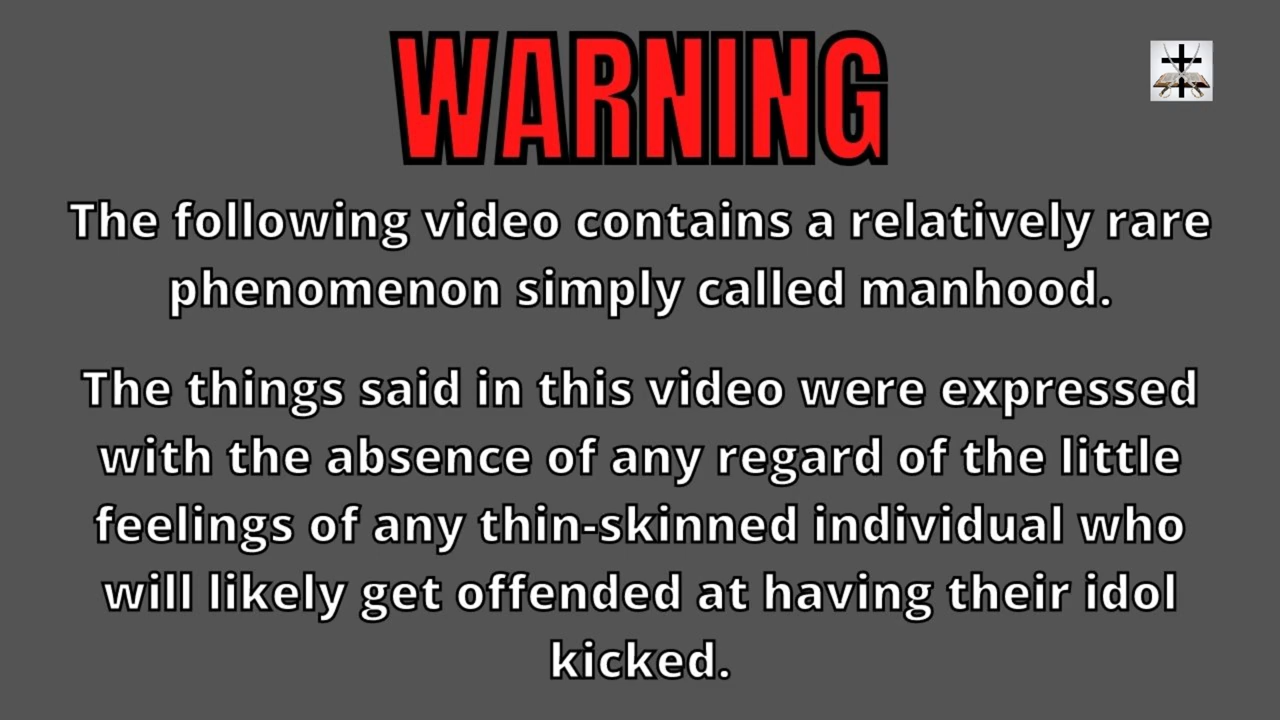 WARNING
The following video contains a relatively rare
phenomenon simply called manhood.
The things said in this video were expressed
with the absence of any regard of the little
feelings of any thin-skinned individual who
will likely get offended at having their idol
kicked.